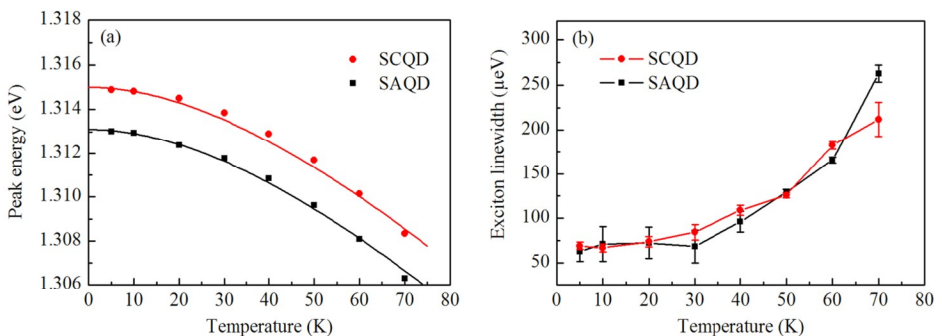 (a)
SCQD
SAQD
Peak energy (eV)
1.318
1.316
1.314
1.312
1.310
1.308
1.306
0 10 20 30 40 50 60 70 80
Temperature (K)
(b)
SCQD
SAQD
Exciton linewidth (µeV)
300
250
200
150
100
50
0 10 20 30 40 50 60 70 80
Temperature (K)